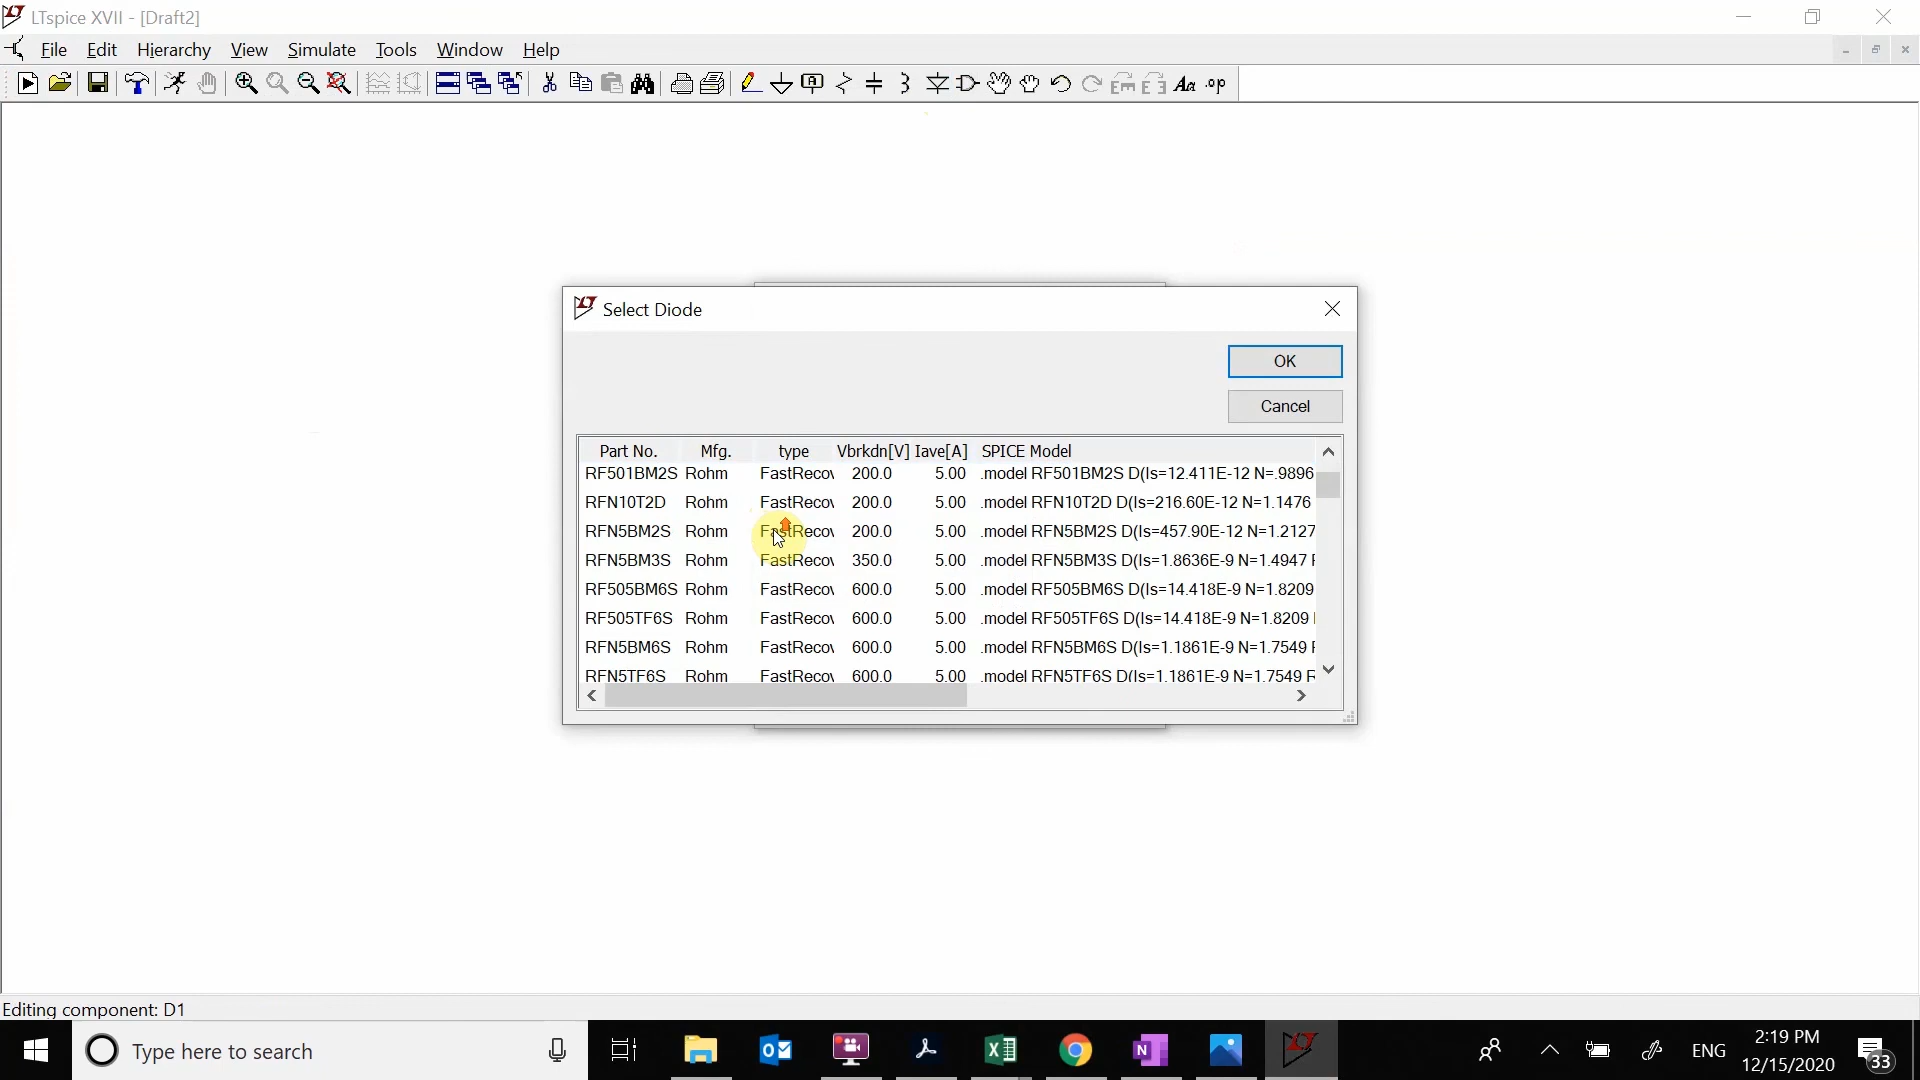 LTspice XVII - [Draft2]
File Edit Hierarchy View Simulate Tools Window Help
Aa .op
Select Diode
OK
Cancel
Part No. Mfg. type Vbrkdn[V] Iave[A] SPICE Model
RF501BM2S Rohm FastRecov 200.0 5.00 .model RF501BM2S D(Is=12.411E-12 N=.9896
RFN10T2D Rohm FastRecov 200.0 5.00 .model RFN10T2D D(Is=216.60E-12 N=1.1476
RFN5BM2S Rohm FastRecov 200.0 5.00 .model RFN5BM2S D(Is=457.90E-12 N=1.2127
RFN5BM3S Rohm FastRecov 350.0 5.00 .model RFN5BM3S D(Is=1.8636E-9 N=1.4947 F
RF505BM6S Rohm FastRecov 600.0 5.00 .model RF505BM6S D(Is=14.418E-9 N=1.8209
RF505TF6S Rohm FastRecov 600.0 5.00 .model RF505TF6S D(Is=14.418E-9 N=1.8209
RFN5BM6S Rohm FastRecov 600.0 5.00 .model RFN5BM6S D(Is=1.1861E-9 N=1.7549 F
RFN5TF6S Rohm FastRecov 600.0 5.00 .model RFN5TF6S D(Is=1.1861E-9 N=1.7549 R
Editing component: D1
Type here to search
ENG
2:19 PM
12/15/2020
33